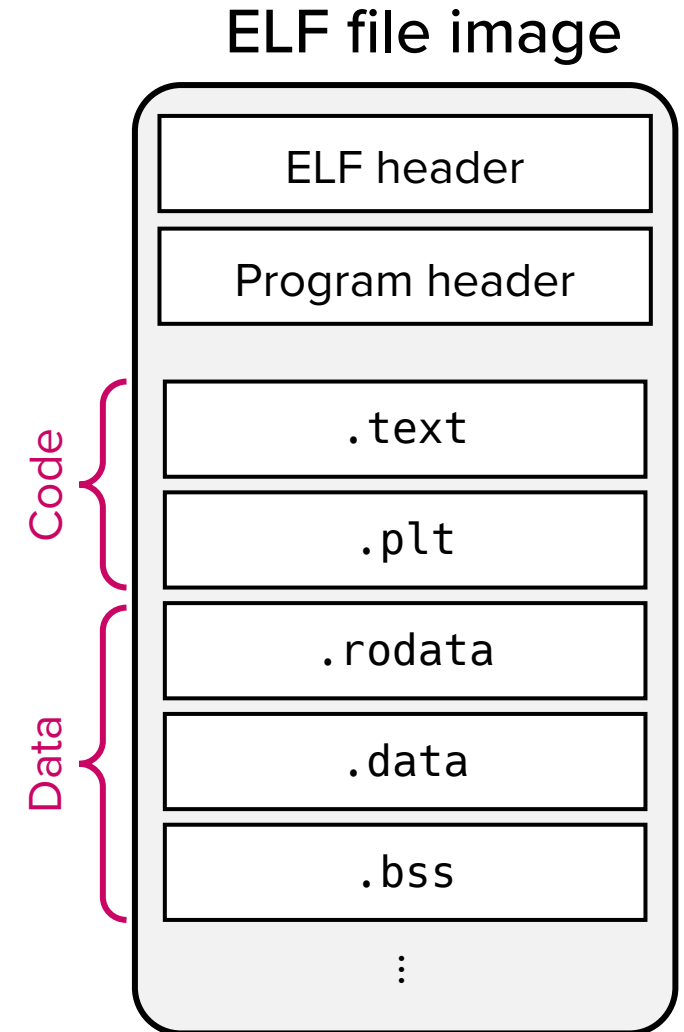 ELF file image
ELF header
Program header
Code
.text
.plt
Data
.rodata
.data
.bss
⋮